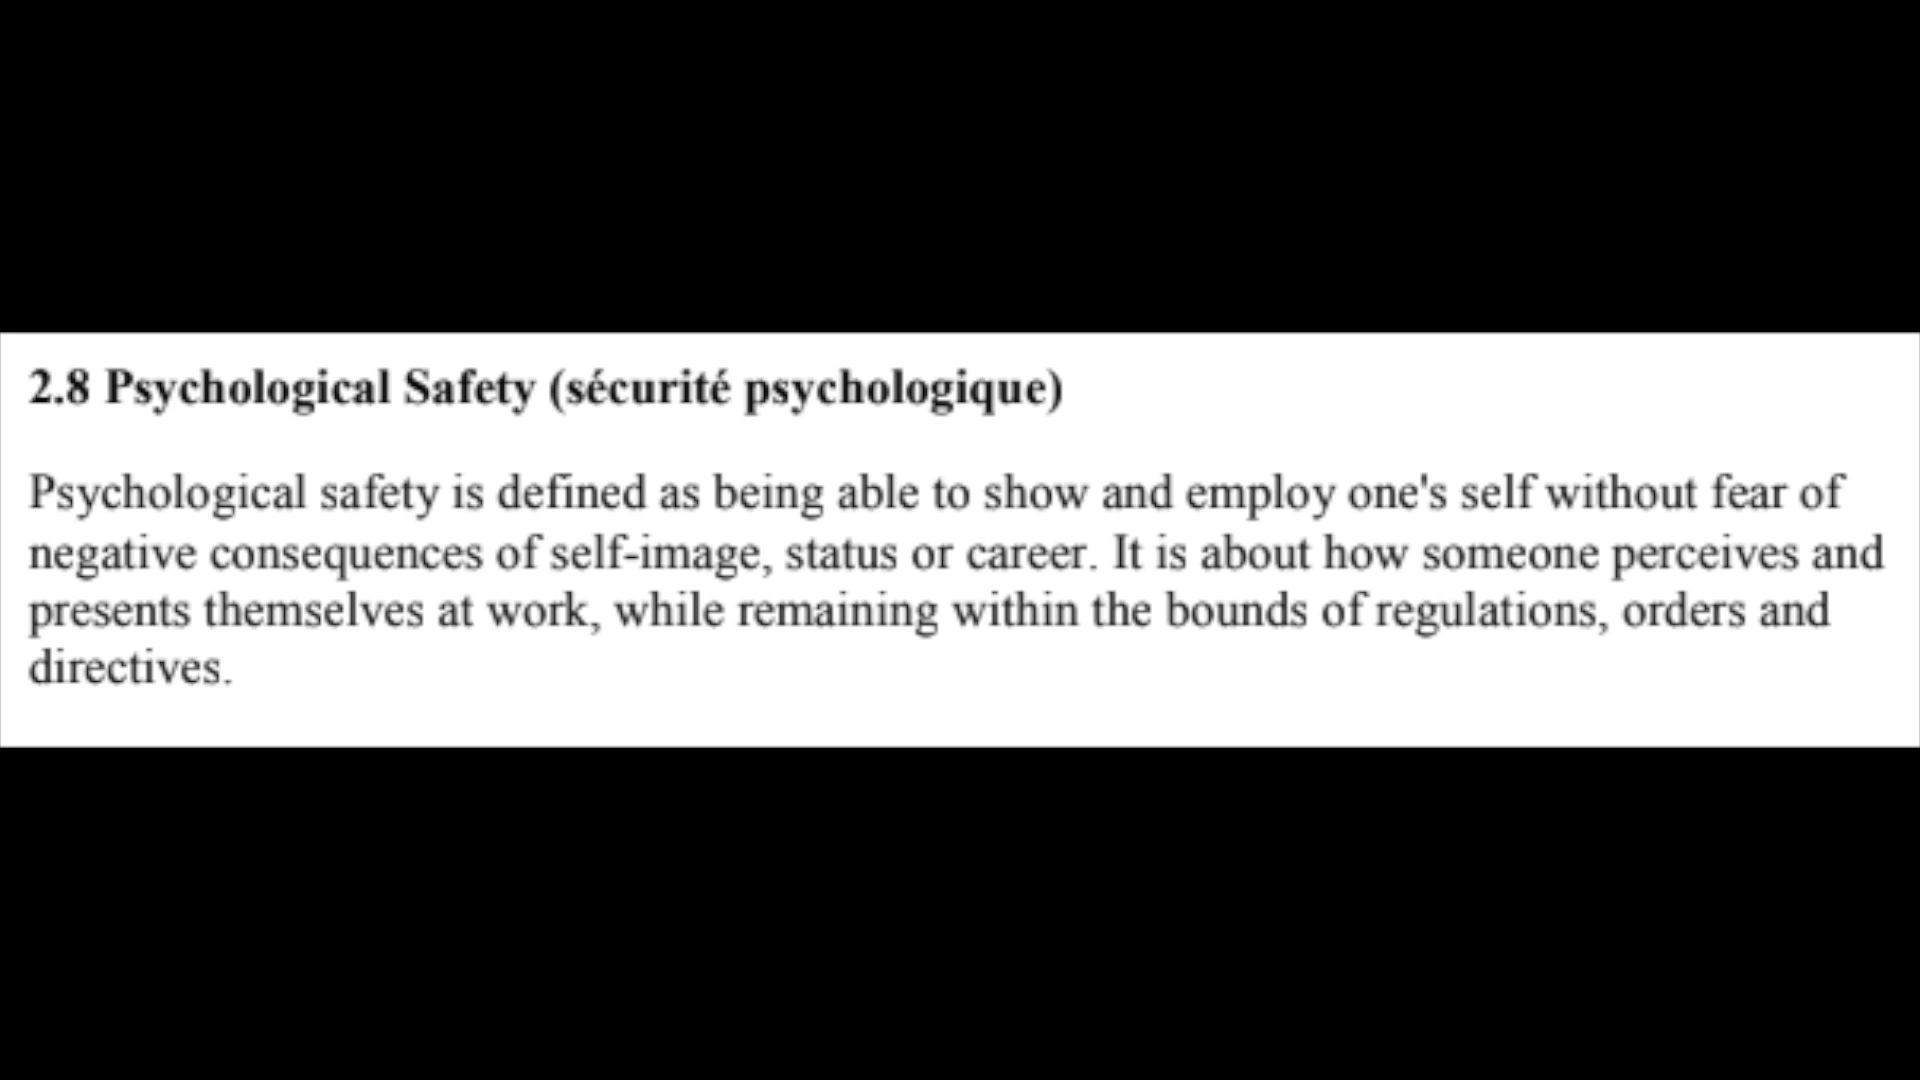 2.8 Psychological Safety (sécurité psychologique)
Psychological safety is defined as being able to show and employ one's self without fear of
negative consequences of self-image, status or career. It is about how someone perceives and
presents themselves at work, while remaining within the bounds of regulations, orders and
directives.